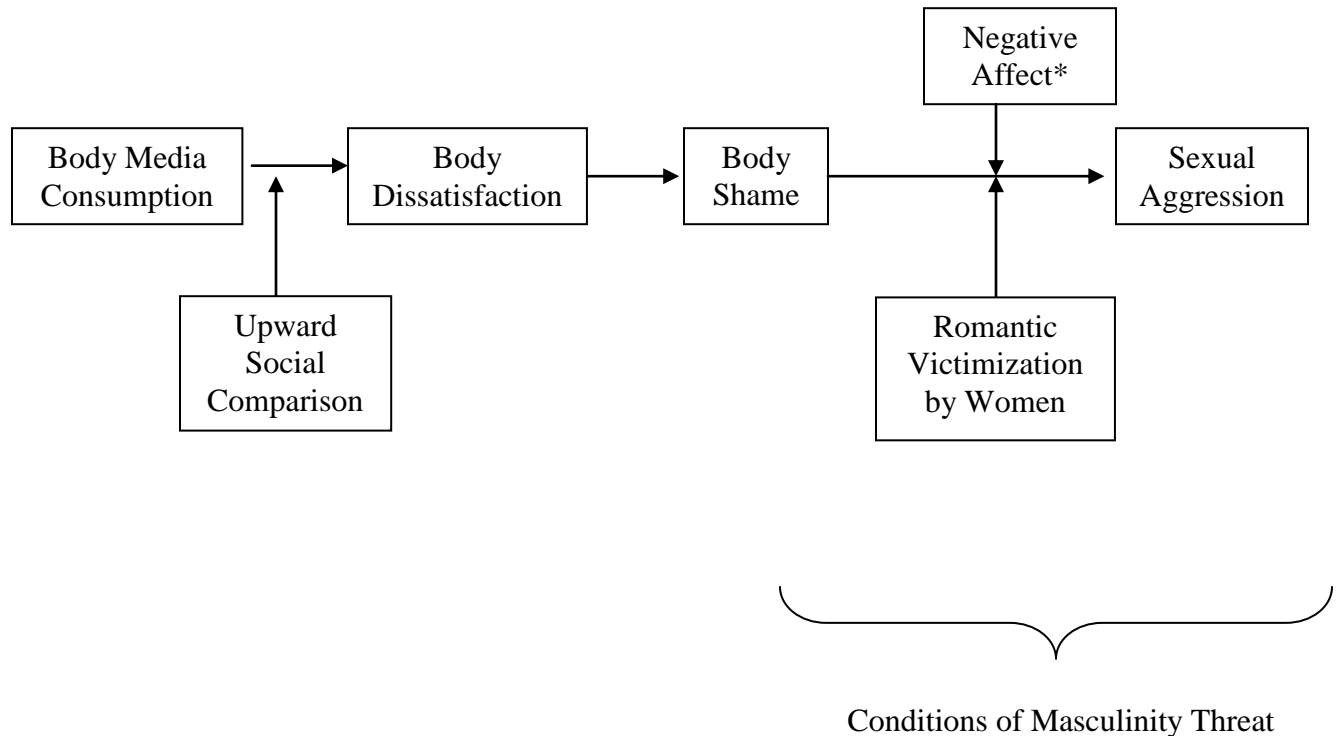 Negative
Affect*
Body Media
Consumption
Body
Dissatisfaction
Body
Shame
Sexual
Aggression
Upward
Social
Comparison
Romantic
Victimization
by Women
Conditions of Masculinity Threat